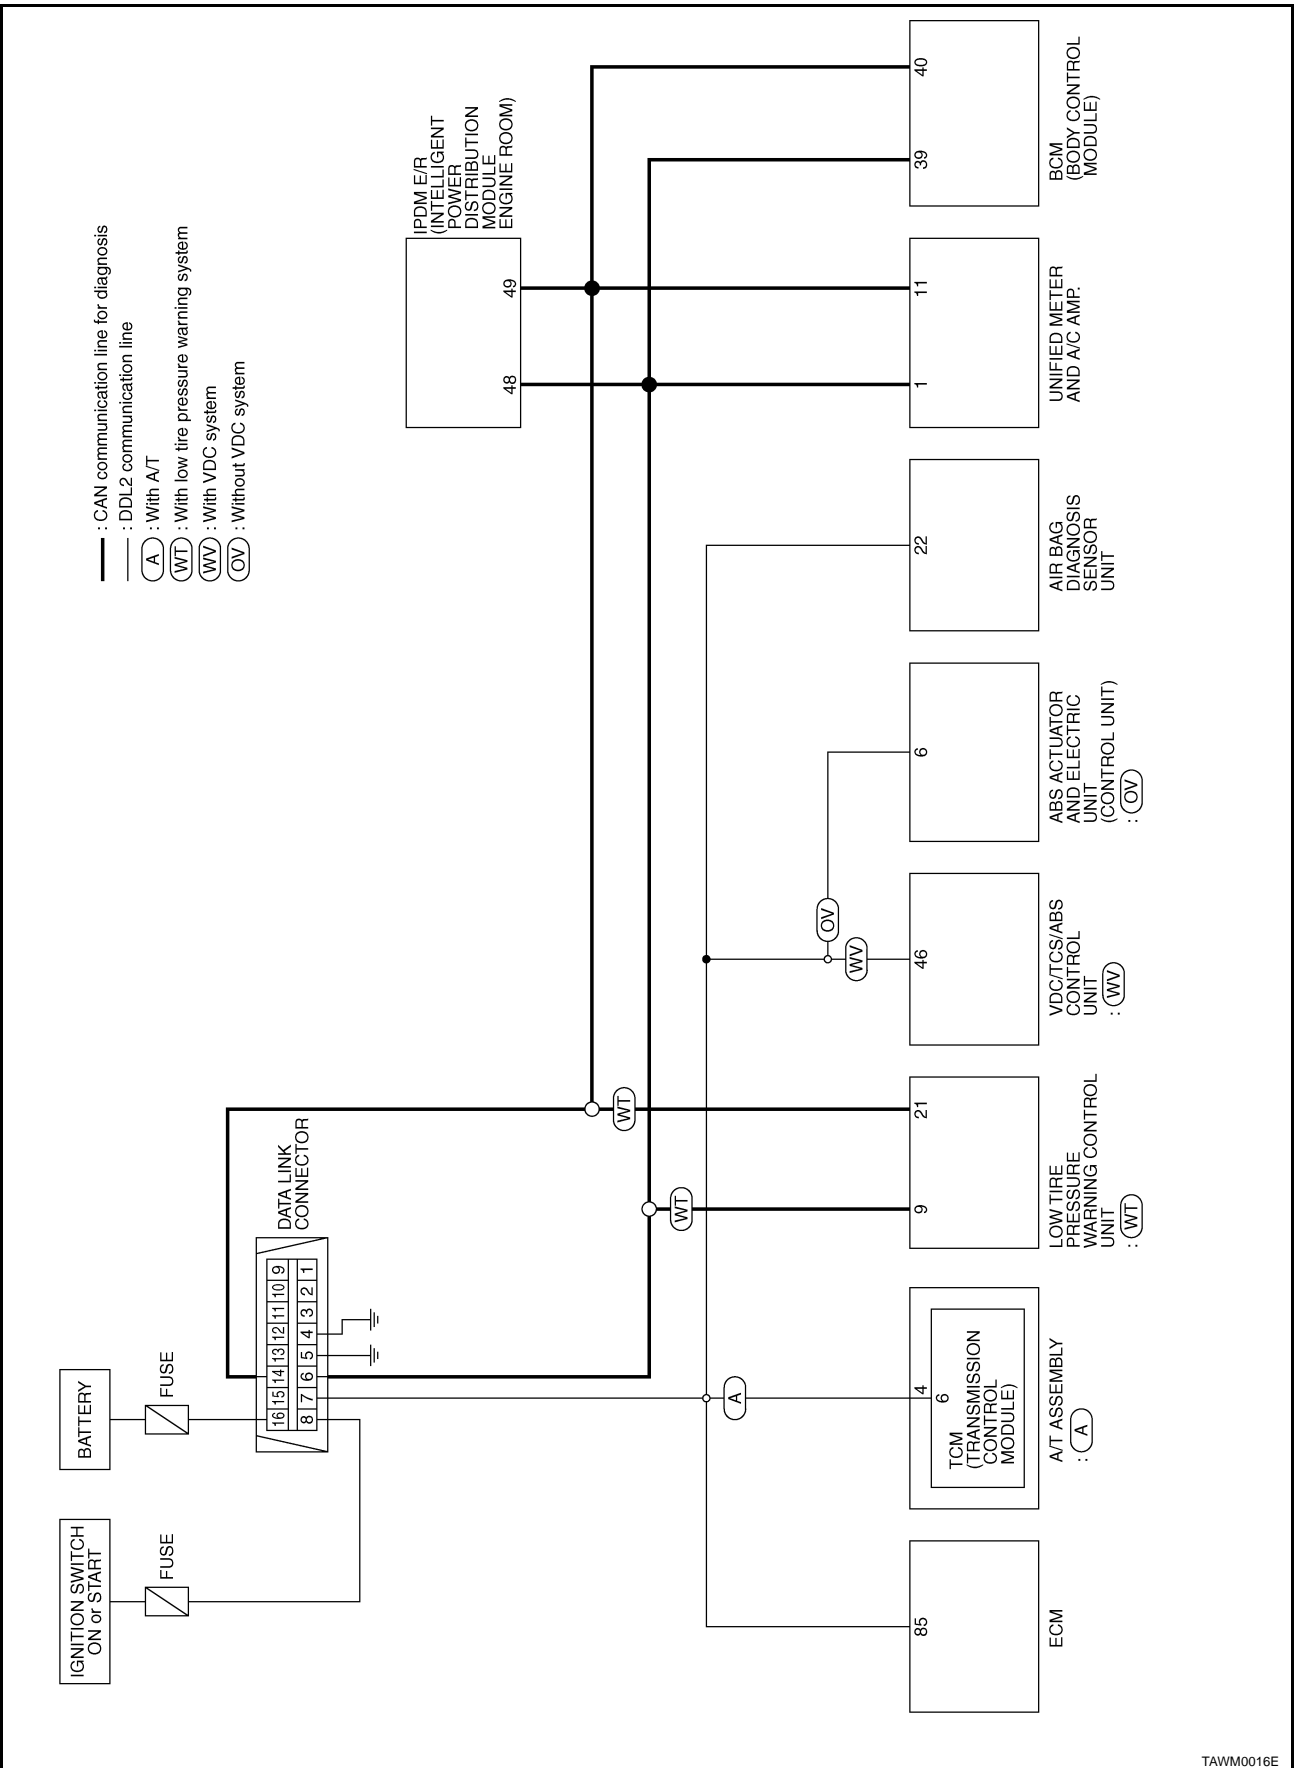 IGNITION SWITCH
ON or START
BATTERY
FUSE
FUSE
DATA LINK
CONNECTOR
16 15 14 13 12 11 10 9
8 7 6 5 4 3 2 1
: CAN communication line for diagnosis
: DDL2 communication line
A : With A/T
WT : With low tire pressure warning system
WV : With VDC system
OV : Without VDC system
IPDM E/R
(INTELLIGENT
POWER
DISTRIBUTION
MODULE
ENGINE ROOM)
48 49
WT
WT
A
OV
WV
85
ECM
4
6
TCM
(TRANSMISSION
CONTROL
MODULE)
A/T ASSEMBLY
: A
9 21
LOW TIRE
PRESSURE
WARNING CONTROL
UNIT
: WT
46
VDC/TCS/ABS
CONTROL
UNIT
: WV
6
ABS ACTUATOR
AND ELECTRIC
UNIT
(CONTROL UNIT)
: OV
22
AIR BAG
DIAGNOSIS
SENSOR
UNIT
1 11
UNIFIED METER
AND A/C AMP.
39 40
BCM
(BODY CONTROL
MODULE)
TAWM0016E